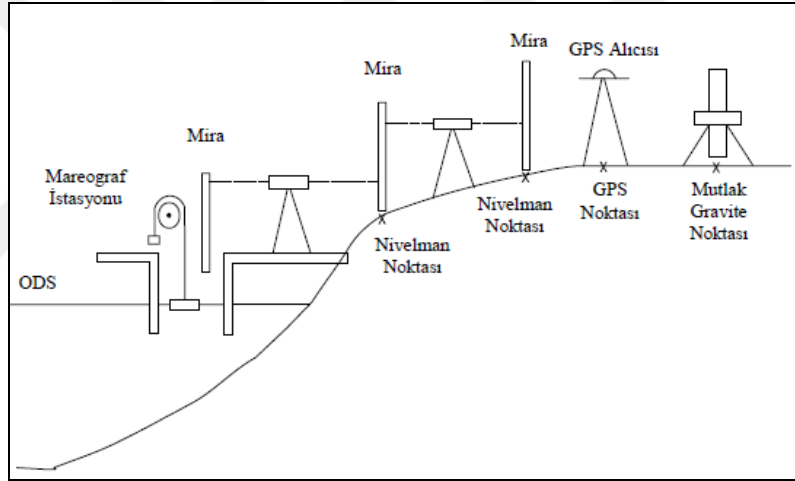 Mira
GPS Alıcısı
Mira
Mira
Mareograf
İstasyonu
ODS
Nivelman
Noktası
Nivelman
Noktası
GPS
Noktası
Mutlak
Gravite
Noktası